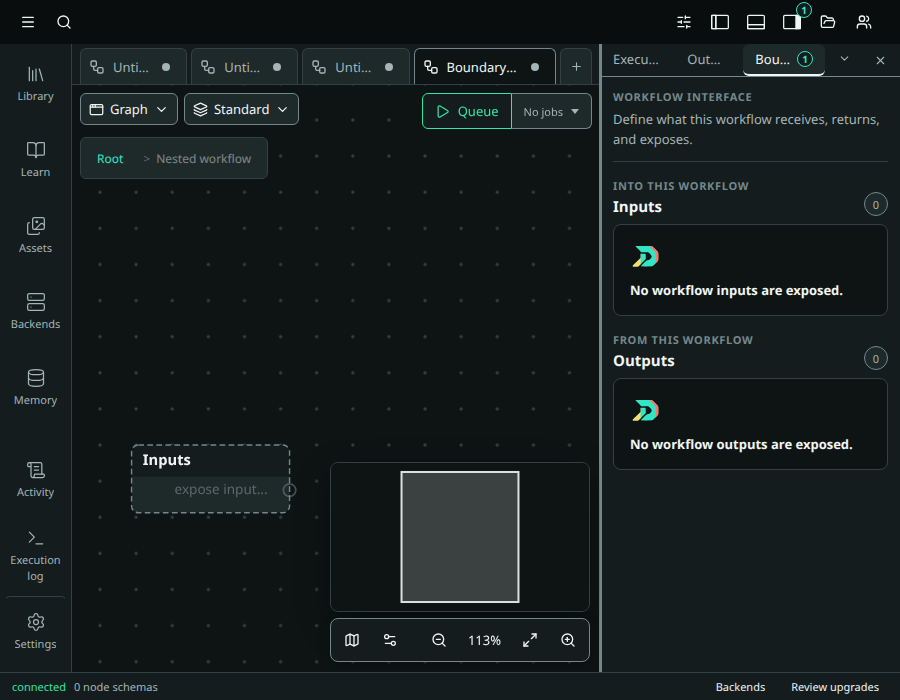 1
Unti...
Unti...
Unti...
Boundary...
Execu...
Out...
Bou... 1
Library
Learn
Assets
Backends
Memory
Activity
Execution
log
Settings
Graph
Standard
Queue
No jobs
Root > Nested workflow
Inputs
expose input...
113%
WORKFLOW INTERFACE
Define what this workflow receives, returns,
and exposes.
INTO THIS WORKFLOW
Inputs
0
No workflow inputs are exposed.
FROM THIS WORKFLOW
Outputs
0
No workflow outputs are exposed.
connected
0 node schemas
Backends
Review upgrades